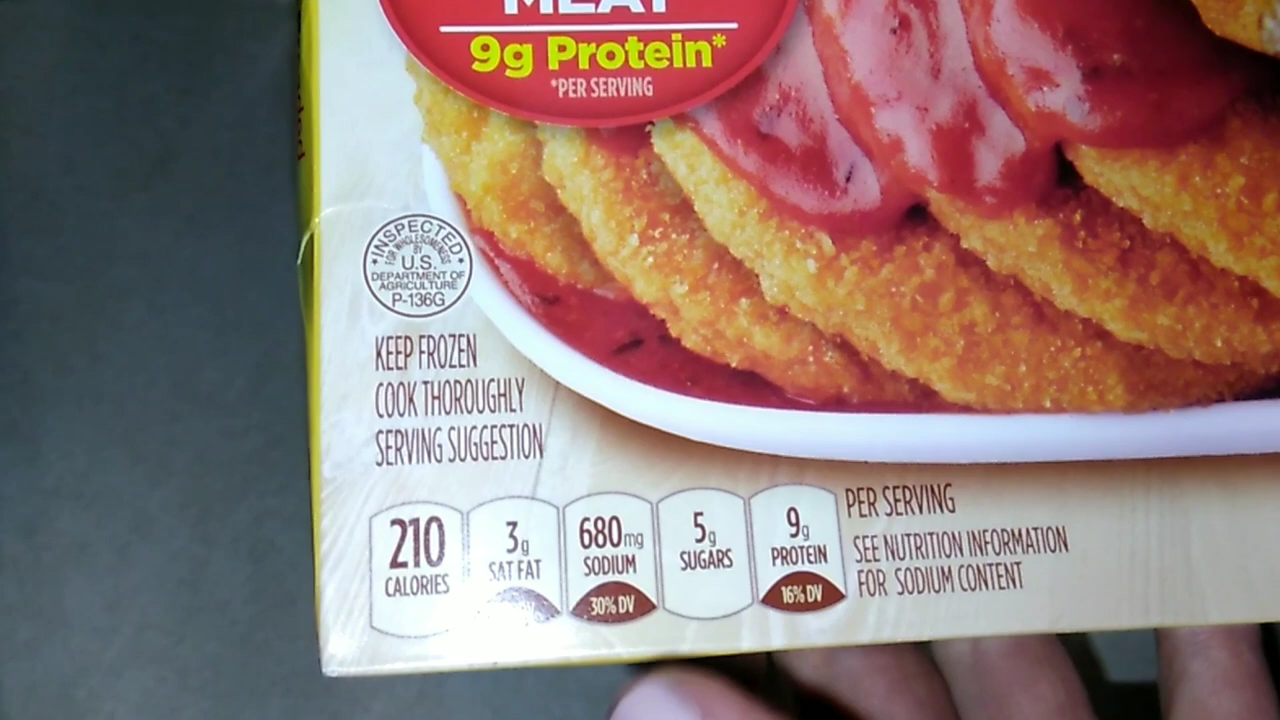 MEAT
9g Protein*
*PER SERVING
INSPECTED
FOR WHOLESOMENESS
BY
U.S.
DEPARTMENT OF
AGRICULTURE
P-136G
KEEP FROZEN
COOK THOROUGHLY
SERVING SUGGESTION
210
CALORIES
3g
SAT FAT
680mg
SODIUM
30% DV
5g
SUGARS
9g
PROTEIN
16% DV
PER SERVING
SEE NUTRITION INFORMATION
FOR SODIUM CONTENT